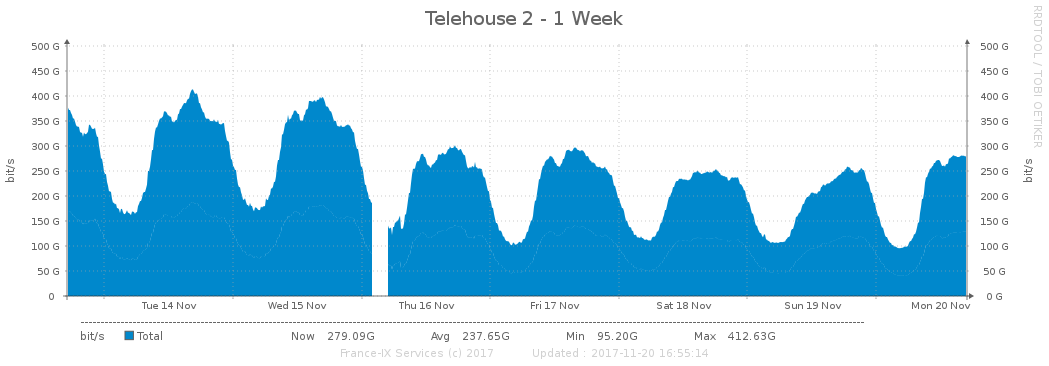 Telehouse 2 - 1 Week
RRDTOOL / TOBI OETIKER
500 G 500 G
450 G 450 G
400 G 400 G
350 G 350 G
300 G 300 G
250 G 250 G
200 G 200 G
150 G 150 G
100 G 100 G
50 G 50 G
0 0 G
bit/s bit/s
Tue 14 Nov Wed 15 Nov Thu 16 Nov Fri 17 Nov Sat 18 Nov Sun 19 Nov Mon 20 Nov
bit/s Total Now 279.09G Avg 237.65G Min 95.20G Max 412.63G
France-IX Services (c) 2017 Updated : 2017-11-20 16:55:14